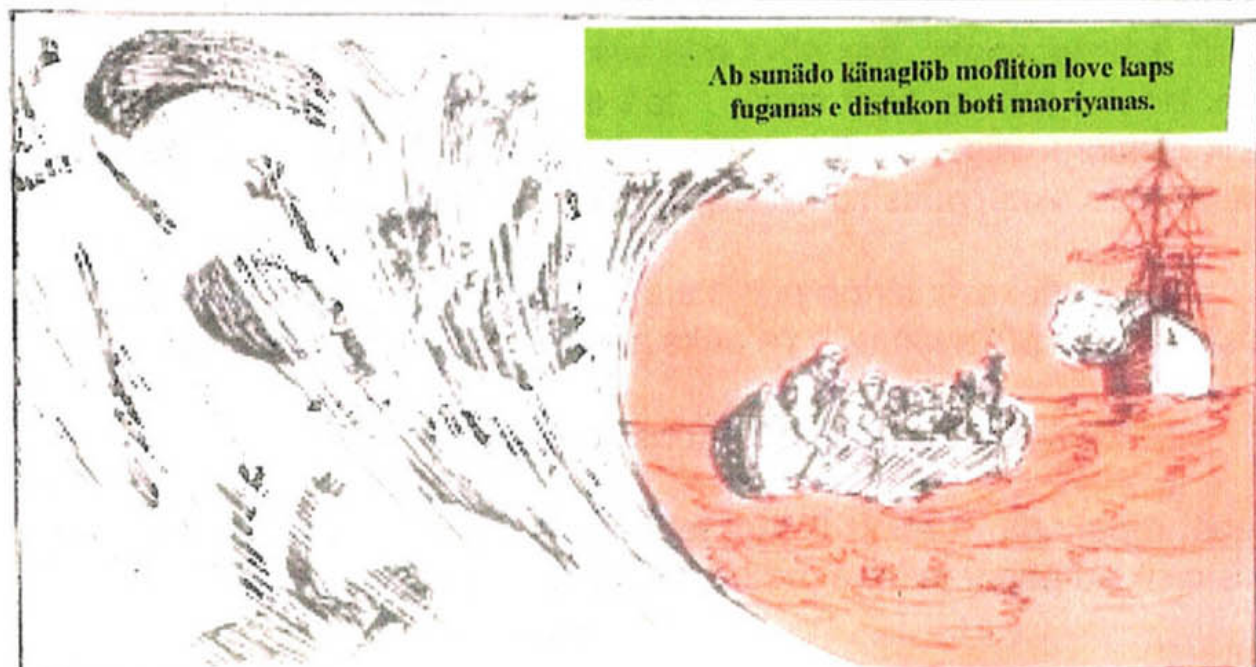 Ab sunädo känaglöb moflitön love kaps
fuganas e distukon boti maoriyanas.